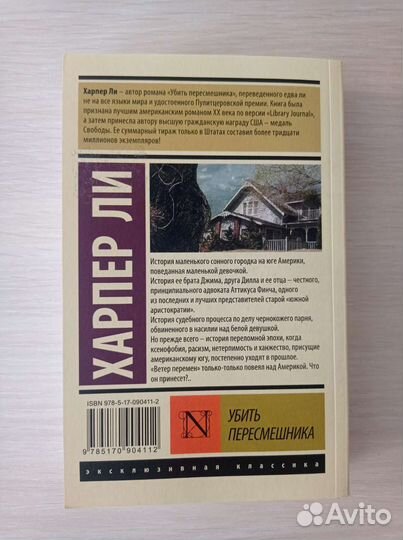 Харпер Ли – автор романа «Убить пересмешника», переведенного едва ли
не на все языки мира и удостоенного Пулитцеровской премии. Книга была
признана лучшим американским романом XX века по версии «Library Journal»,
а затем принесла автору высшую гражданскую награду США – медаль
Свободы. Ее суммарный тираж только в Штатах составил более тридцати
миллионов экземпляров!
ХАРПЕР ЛИ
История маленького сонного городка на юге Америки,
поведанная маленькой девочкой.
История ее брата Джима, друга Дилла и ее отца – честного,
принципиального адвоката Аттикуса Финча, одного
из последних и лучших представителей старой «южной
аристократии».
История судебного процесса по делу чернокожего парня,
обвиненного в насилии над белой девушкой.
Но прежде всего – история переломной эпохи, когда
ксенофобия, расизм, нетерпимость и ханжество, присущие
американскому югу, постепенно уходят в прошлое.
«Ветер перемен» только-только повеял над Америкой. Что
он принесет?..
ISBN 978-5-17-090411-2
9 785170 904112
N
УБИТЬ
ПЕРЕСМЕШНИКА
эксклюзивная классика
Avito